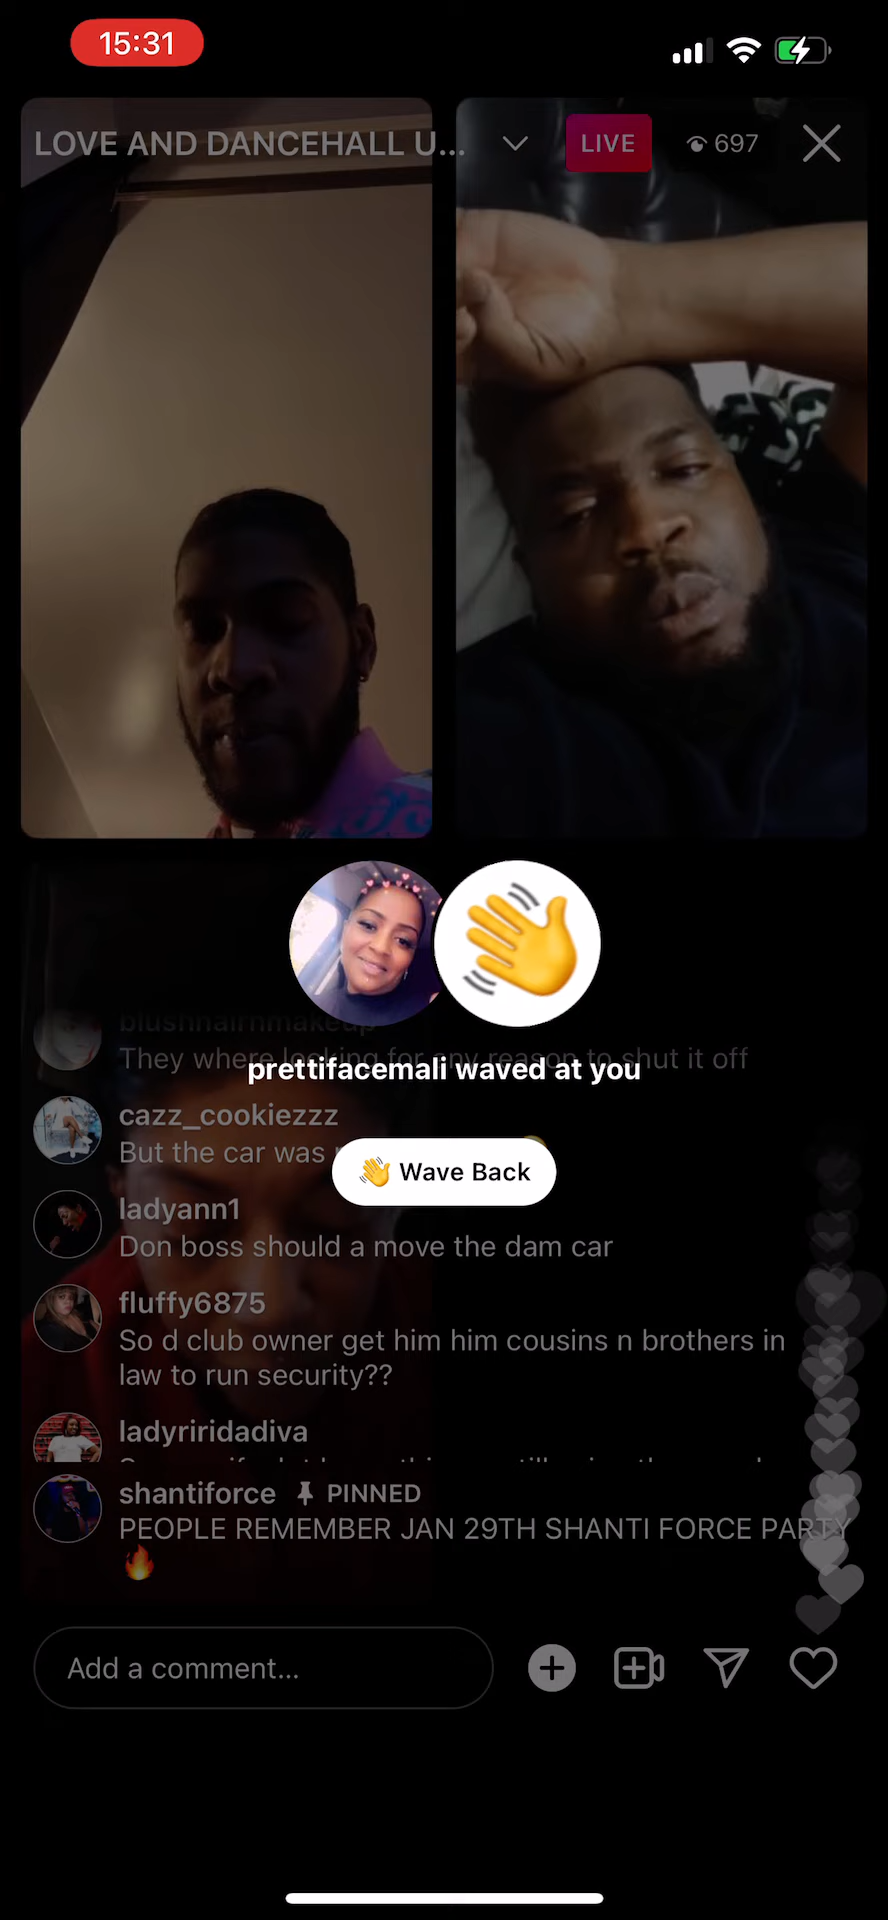 15:31
LOVE AND DANCEHALL U...
LIVE
697
blushnairnmakeup
They where looking for any reason to shut it off
prettifacemali waved at you
cazz_cookiezzz
But the car was
Wave Back
ladyann1
Don boss should a move the dam car
fluffy6875
So d club owner get him him cousins n brothers in
law to run security??
ladyriridadiva
shantiforce PINNED
PEOPLE REMEMBER JAN 29TH SHANTI FORCE PARTY
Add a comment...